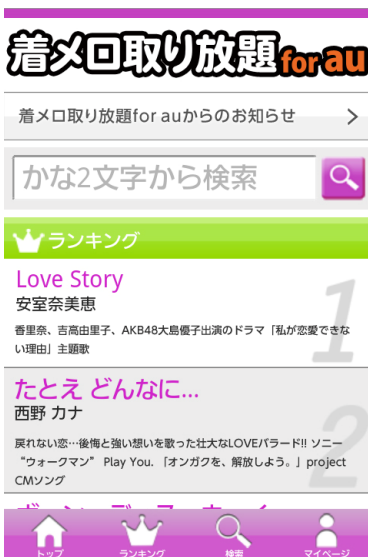 着メロ取り放題for au
着メロ取り放題for auからのお知らせ
かな2文字から検索
ランキング
Love Story
安室奈美恵
香里奈、吉高由里子、AKB48大島優子出演のドラマ「私が恋愛できな
い理由」主題歌
1
たとえ どんなに...
西野 カナ
戻れない恋…後悔と強い想いを歌った壮大なLOVEバラード!! ソニー
“ウォークマン” Play You. 「オンガクを、解放しよう。」project
CMソング
2
トップ
ランキング
検索
マイページ